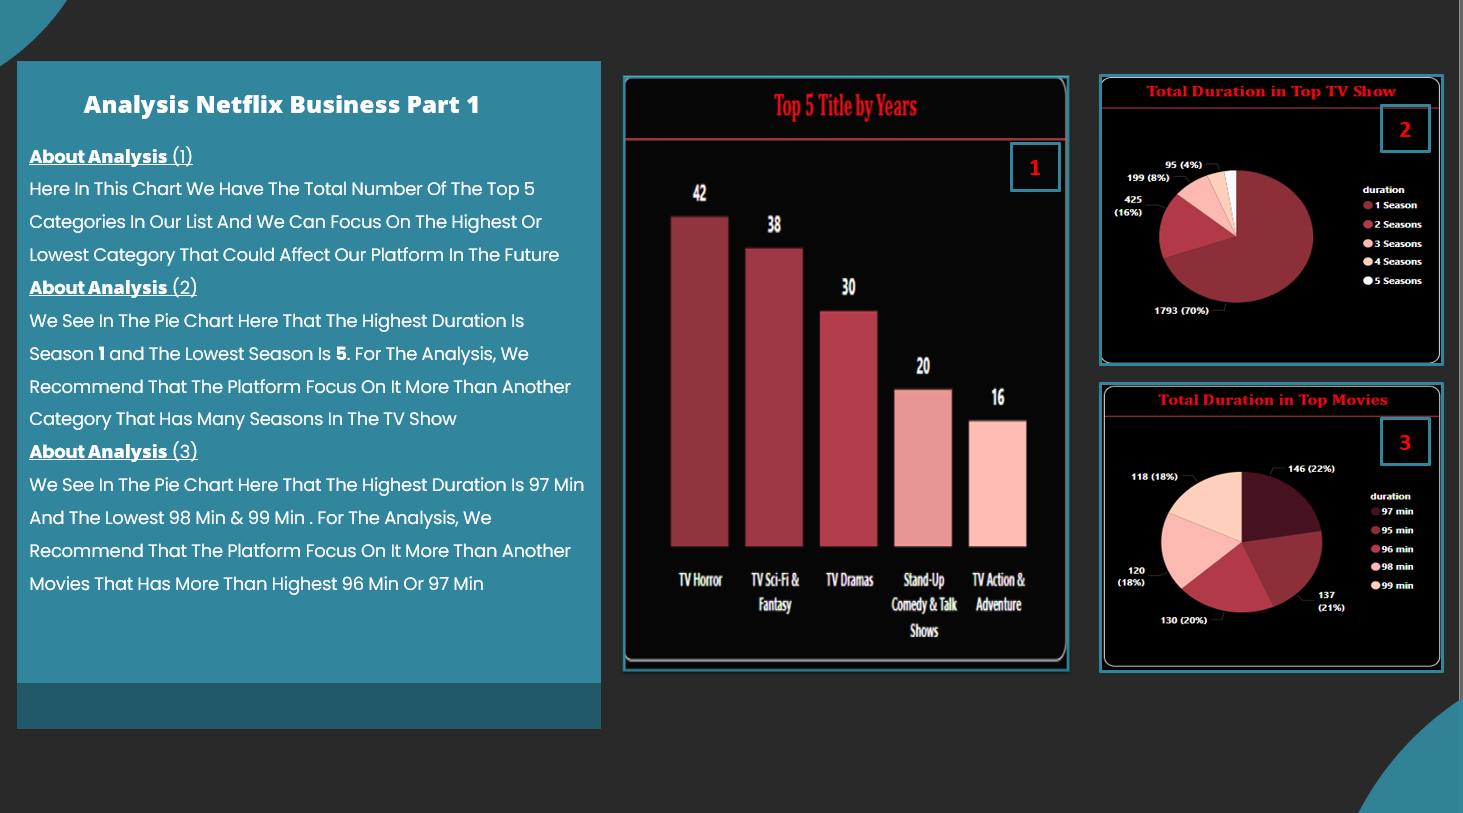 Analysis Netflix Business Part 1
About Analysis (1)
Here In This Chart We Have The Total Number Of The Top 5
Categories In Our List And We Can Focus On The Highest Or
Lowest Category That Could Affect Our Platform In The Future
About Analysis (2)
We See In The Pie Chart Here That The Highest Duration Is
Season 1 and The Lowest Season Is 5. For The Analysis, We
Recommend That The Platform Focus On It More Than Another
Category That Has Many Seasons In The TV Show
About Analysis (3)
We See In The Pie Chart Here That The Highest Duration Is 97 Min
And The Lowest 98 Min & 99 Min . For The Analysis, We
Recommend That The Platform Focus On It More Than Another
Movies That Has More Than Highest 96 Min Or 97 Min
Top 5 Title by Years
1
42
38
30
20
16
TV Horror
TV Sci-Fi &
Fantasy
TV Dramas
Stand-Up
Comedy & Talk
Shows
TV Action &
Adventure
Total Duration in Top TV Show
2
95 (4%)
199 (8%)
425
(16%)
1793 (70%)
duration
1 Season
2 Seasons
3 Seasons
4 Seasons
5 Seasons
Total Duration in Top Movies
3
146 (22%)
118 (18%)
120
(18%)
130 (20%)
137
(21%)
duration
97 min
95 min
96 min
98 min
99 min